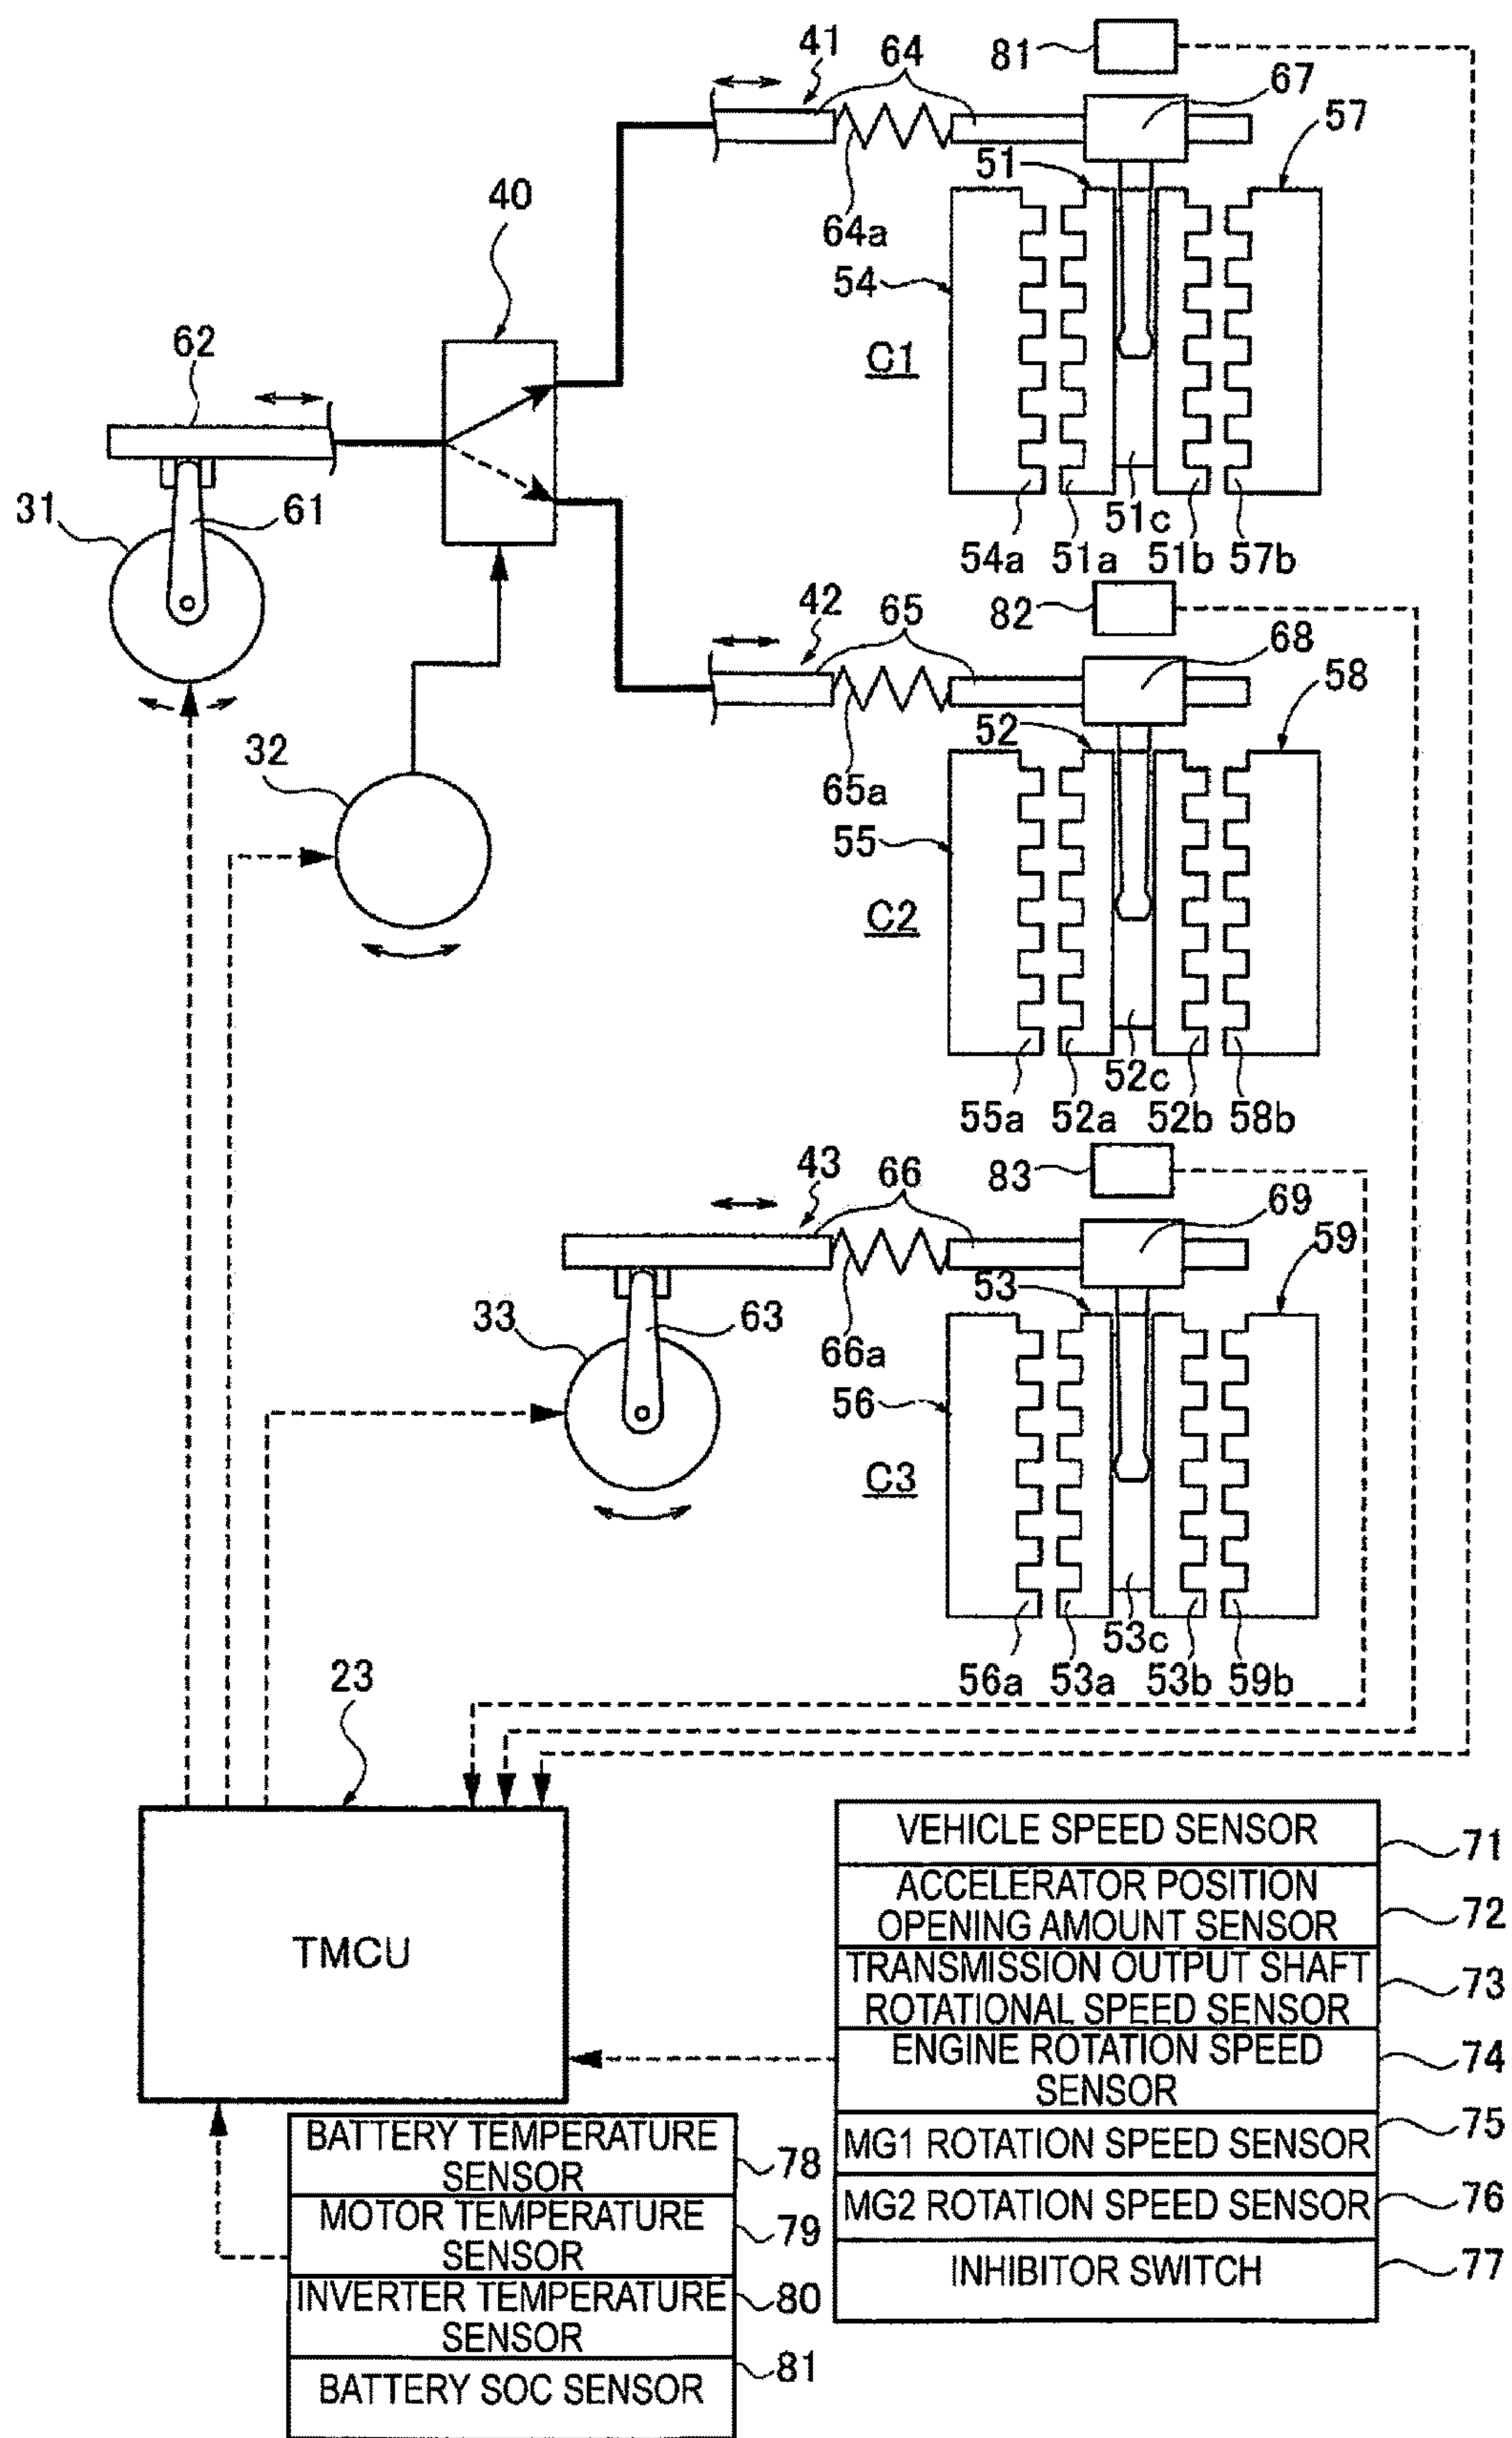 41
64
81
67
57
40
51
64a
54
C1
62
61
31
51c
54a
51a
51b
57b
42
65
82
68
58
52
65a
32
55
C2
52c
55a
52a
52b
58b
43
66
83
69
59
53
33
63
66a
56
C3
53c
56a
53a
53b
59b
23
TMCU
VEHICLE SPEED SENSOR
71
ACCELERATOR POSITION
OPENING AMOUNT SENSOR
72
TRANSMISSION OUTPUT SHAFT
ROTATIONAL SPEED SENSOR
73
ENGINE ROTATION SPEED
SENSOR
74
MG1 ROTATION SPEED SENSOR
75
MG2 ROTATION SPEED SENSOR
76
INHIBITOR SWITCH
77
BATTERY TEMPERATURE
SENSOR
78
MOTOR TEMPERATURE
SENSOR
79
INVERTER TEMPERATURE
SENSOR
80
BATTERY SOC SENSOR
81